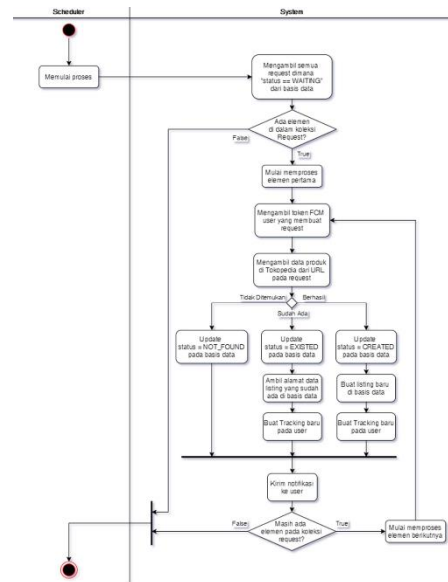 Scheduler
System
Memulai proses
Mengambil semua
request dimana
"status == WAITING"
dari basis data
Ada elemen
di dalam koleksi
Request?
False
True
Mulai memproses
elemen pertama
Mengambil token FCM
user yang membuat
request
Mengambil data produk
di Tokopedia dari URL
pada request
Tidak Ditemukan
Berhasil
Sudah Ada
Update
status = NOT_FOUND
pada basis data
Update
status = EXISTED
pada basis data
Update
status = CREATED
pada basis data
Ambil alamat data
listing yang sudah
ada di basis data
Buat listing baru
di basis data
Buat Tracking baru
pada user
Buat Tracking baru
pada user
Kirim notifikasi
ke user
False
Masih ada
elemen pada koleksi
request?
True
Mulai memproses
elemen berikutnya